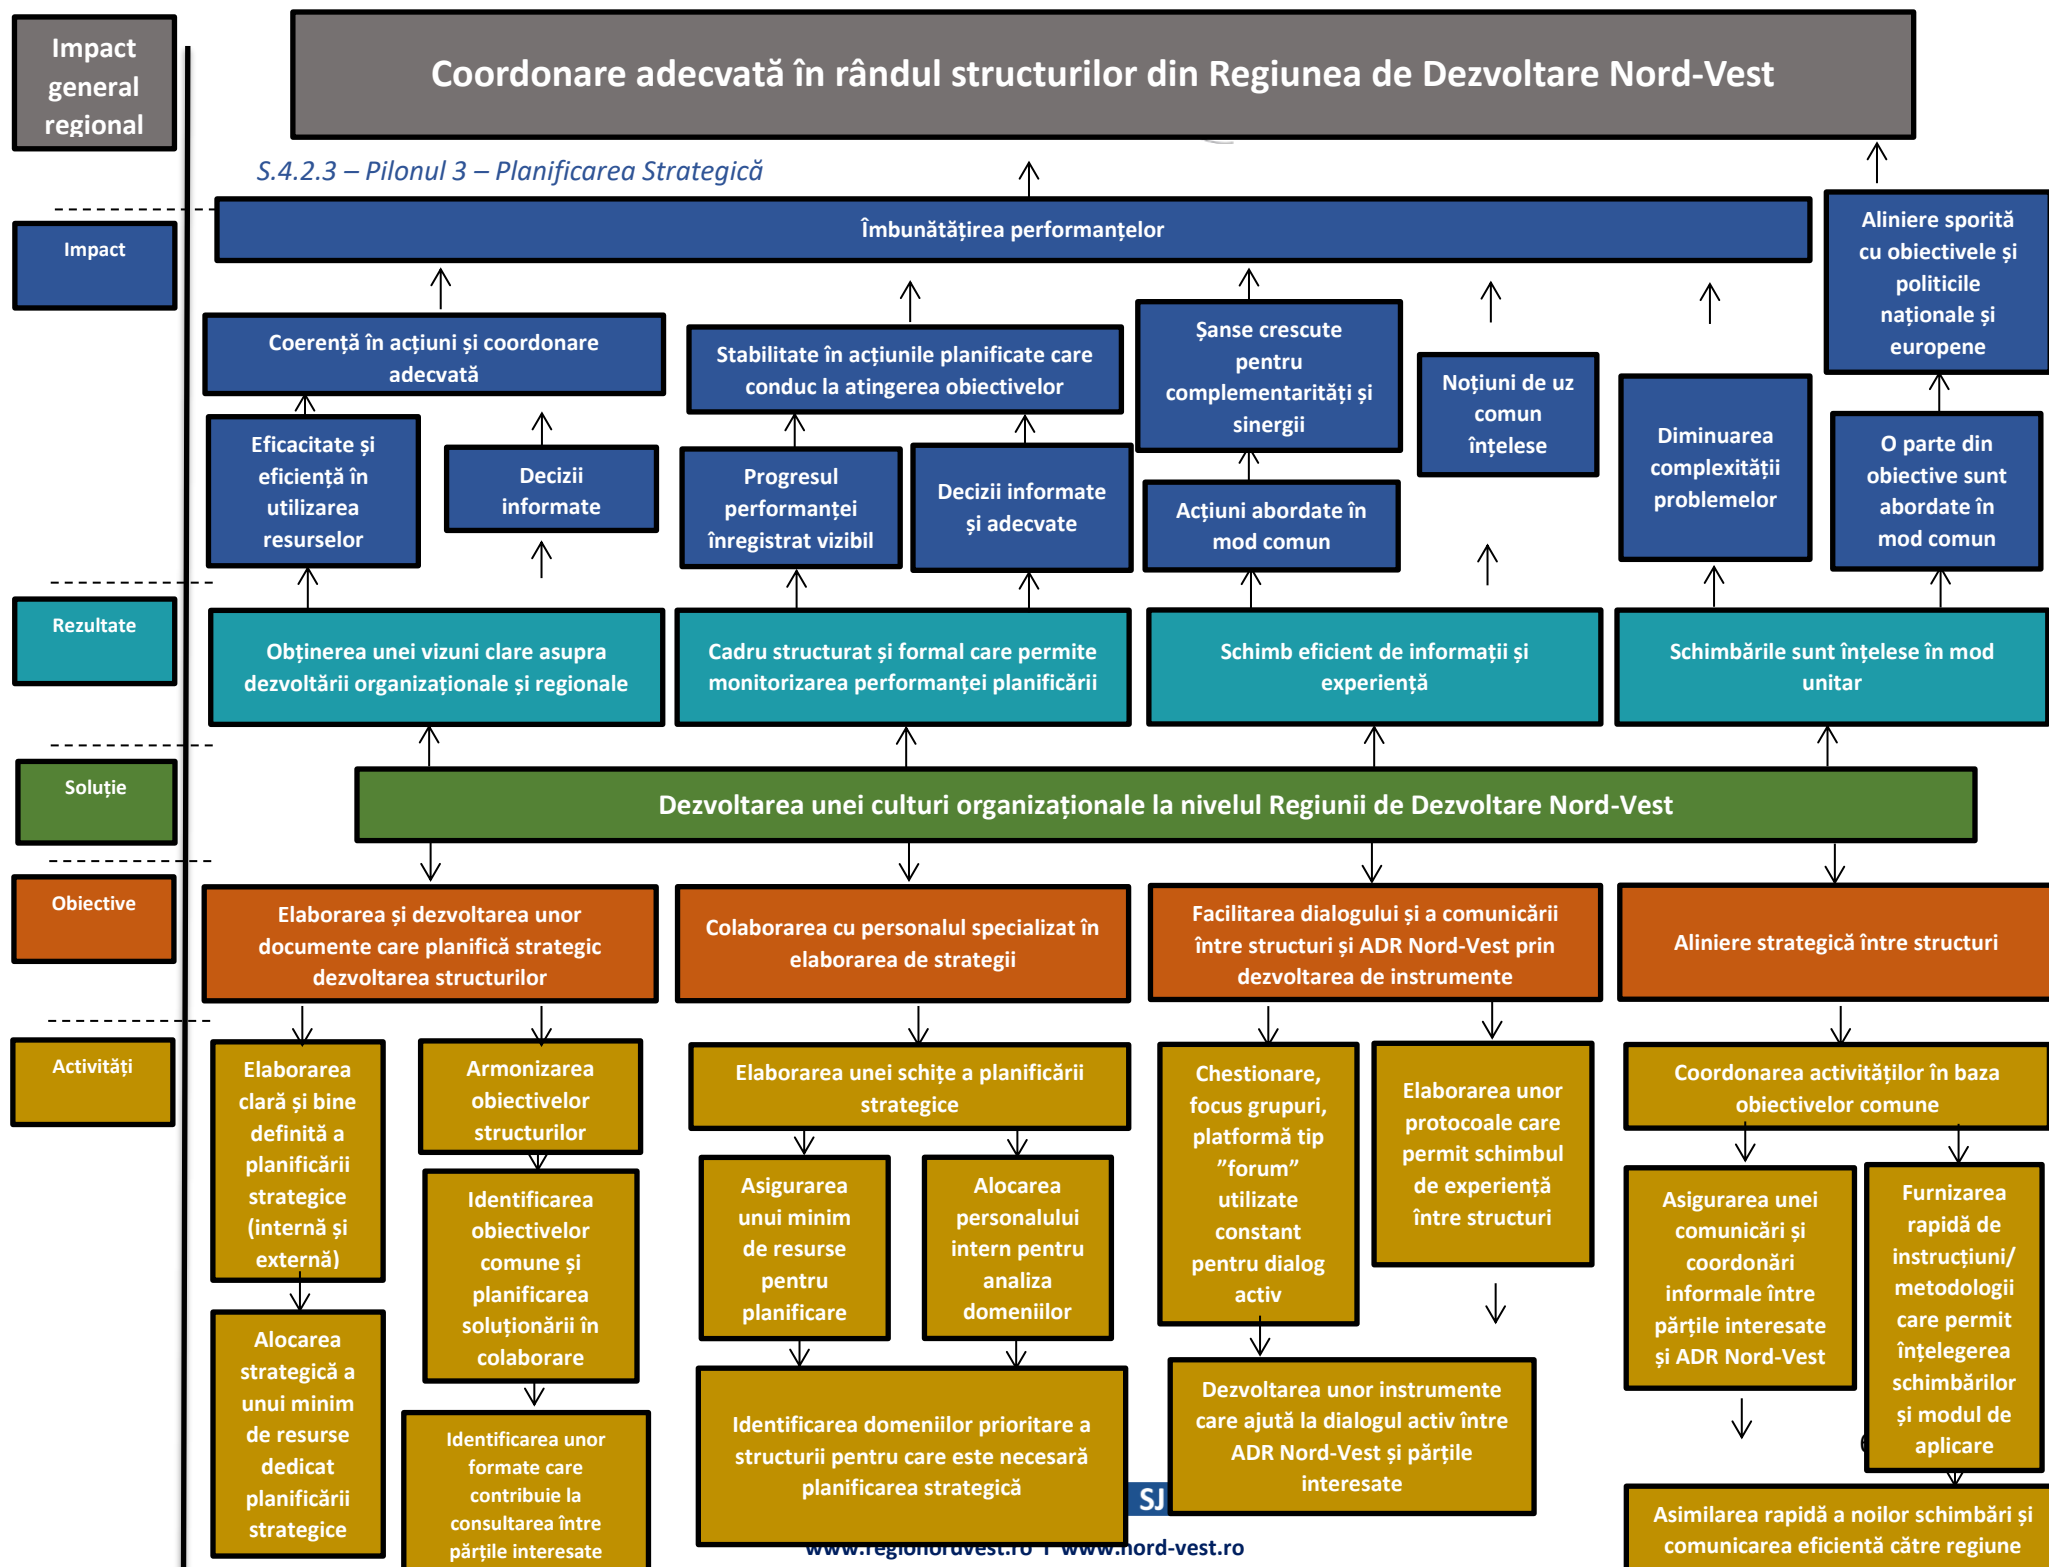 Impact
general
regional
Coordonare adecvată în rândul structurilor din Regiunea de Dezvoltare Nord-Vest
S.4.2.3 – Pilonul 3 – Planificarea Strategică
Impact
Îmbunătățirea performanțelor
Aliniere sporită
cu obiectivele și
politicile
naționale și
europene
Coerență în acțiuni și coordonare
adecvată
Stabilitate în acțiunile planificate care
conduc la atingerea obiectivelor
Șanse crescute
pentru
complementarități și
sinergii
Noțiuni de uz
comun
înțelese
Diminuarea
complexității
problemelor
O parte din
obiective sunt
abordate în
mod comun
Eficacitate și
eficiență în
utilizarea
resurselor
Decizii
informate
Progresul
performanței
înregistrat vizibil
Decizii informate
și adecvate
Acțiuni abordate în
mod comun
Rezultate
Obținerea unei vizuni clare asupra
dezvoltării organizaționale și regionale
Cadru structurat și formal care permite
monitorizarea performanței planificării
Schimb eficient de informații și
experiență
Schimbările sunt înțelese în mod
unitar
Soluție
Dezvoltarea unei culturi organizaționale la nivelul Regiunii de Dezvoltare Nord-Vest
Obiective
Elaborarea și dezvoltarea unor
documente care planifică strategic
dezvoltarea structurilor
Colaborarea cu personalul specializat în
elaborarea de strategii
Facilitarea dialogului și a comunicării
între structuri și ADR Nord-Vest prin
dezvoltarea de instrumente
Aliniere strategică între structuri
Activități
Elaborarea
clară și bine
definită a
planificării
strategice
(internă și
externă)
Alocarea
strategică a
unui minim
de resurse
dedicat
planificării
strategice
Armonizarea
obiectivelor
structurilor
Identificarea
obiectivelor
comune și
planificarea
soluționării în
colaborare
Identificarea unor
formate care
contribuie la
consultarea între
părțile interesate
Elaborarea unei schițe a planificării
strategice
Asigurarea
unui minim
de resurse
pentru
planificare
Alocarea
personalului
intern pentru
analiza
domeniilor
Identificarea domeniilor prioritare a
structurii pentru care este necesară
planificarea strategică
Chestionare,
focus grupuri,
platformă tip
”forum”
utilizate
constant
pentru dialog
activ
Elaborarea unor
protocoale care
permit schimbul
de experiență
între structuri
Dezvoltarea unor instrumente
care ajută la dialogul activ între
ADR Nord-Vest și părțile
interesate
Coordonarea activităților în baza
obiectivelor comune
Asigurarea unei
comunicări și
coordonări
informale între
părțile interesate
și ADR Nord-Vest
Furnizarea
rapidă de
instrucțiuni/
metodologii
care permit
înțelegerea
schimbărilor
și modul de
aplicare
Asimilarea rapidă a noilor schimbări și
comunicarea eficientă către regiune
SJ
www.regionordvest.ro I www.nord-vest.ro